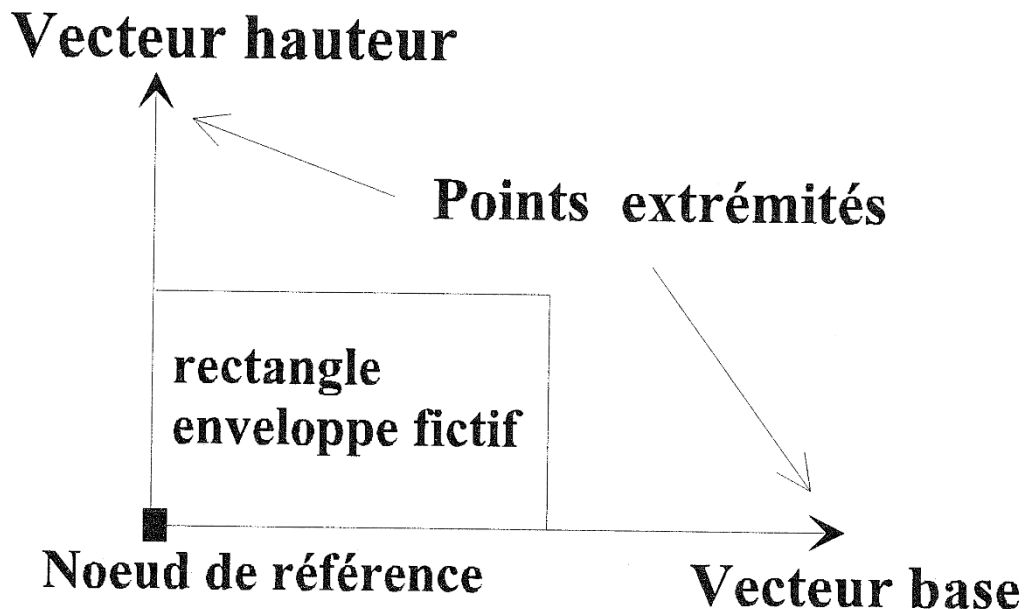 Vecteur hauteur
Points extrémités
rectangle
enveloppe fictif
Noeud de référence
Vecteur base